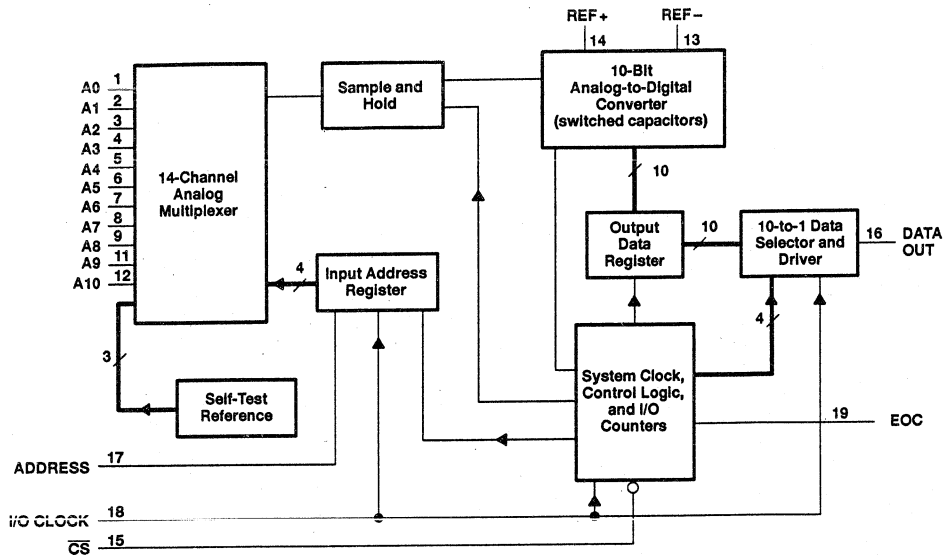 REF+
REF−
14
13
10-Bit
Analog-to-Digital
Converter
(switched capacitors)
Sample and
Hold
14-Channel
Analog
Multiplexer
A0 1
A1 2
A2 3
A3 4
A4 5
A5 6
A6 7
A7 8
A8 9
A9 11
A10 12
10
Output
Data
Register
10
10-to-1 Data
Selector and
Driver
16 DATA
OUT
4
Input Address
Register
4
3
Self-Test
Reference
System Clock,
Control Logic,
and I/O
Counters
19 EOC
ADDRESS 17
I/O CLOCK 18
C̅S̅ 15